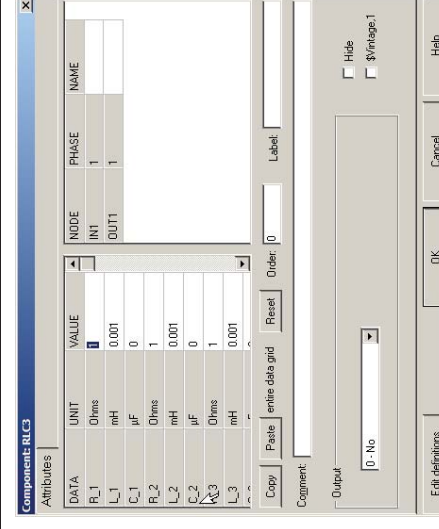 Component: RLC3
Attributes
DATA UNIT VALUE
R_1 Ohms 1
L_1 mH 0.001
C_1 µF 0
R_2 Ohms 1
L_2 mH 0.001
C_2 µF 0
R_3 Ohms 1
L_3 mH 0.001
NODE PHASE NAME
IN1 1
OUT1 1
Copy Paste entire data grid Reset Order: 0 Label:
Comment:
Output
0 - No
Hide
$Vintage,1
Edit definitions OK Cancel Help